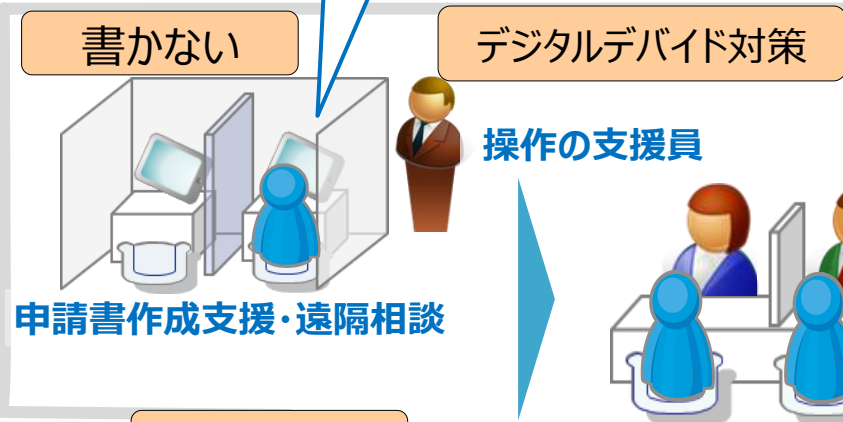 書かない
デジタルデバイド対策
操作の支援員
申請書作成支援・遠隔相談